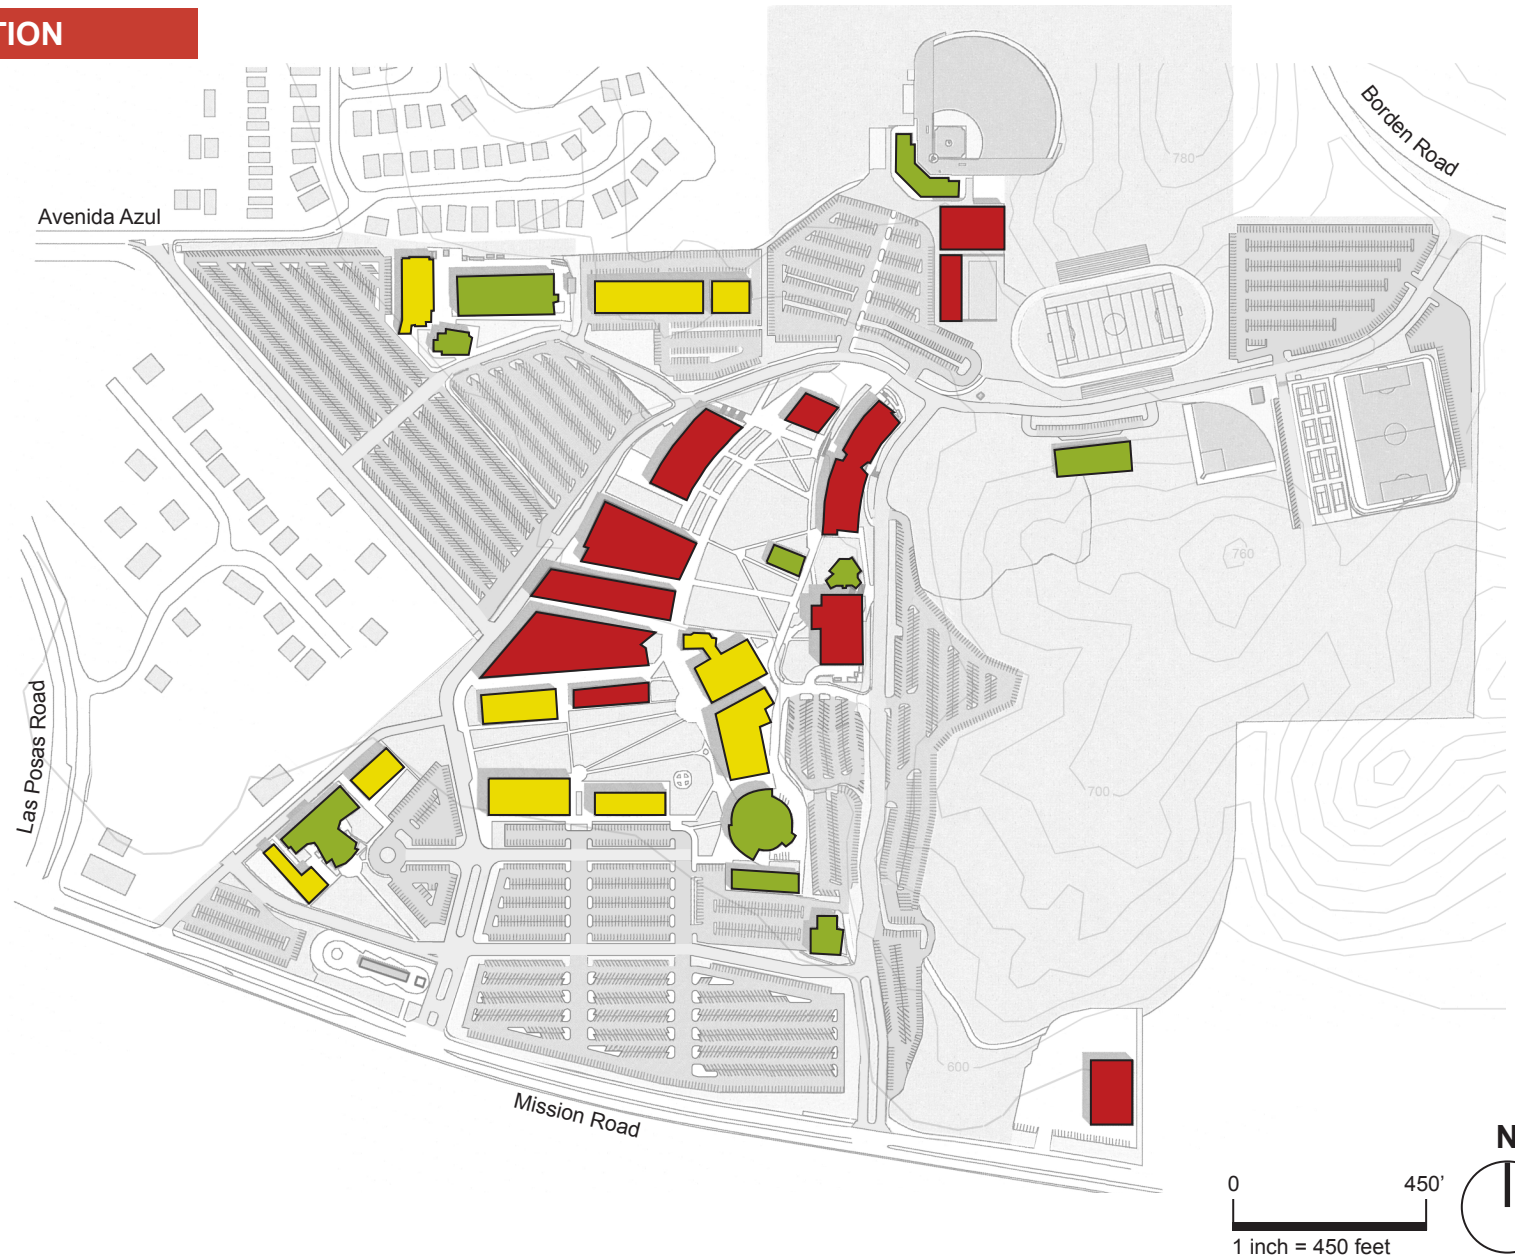 TION
Borden Road
780
Avenida Azul
760
Las Posas Road
700
600
Mission Road
N
0 450’
1 inch = 450 feet